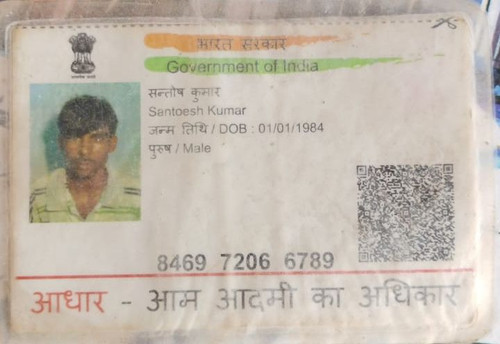 भारत सरकार
Government of India
सन्तोष कुमार
Santoesh Kumar
जन्म तिथि / DOB : 01/01/1984
पुरुष / Male
8469 7206 6789
आधार - आम आदमी का अधिकार